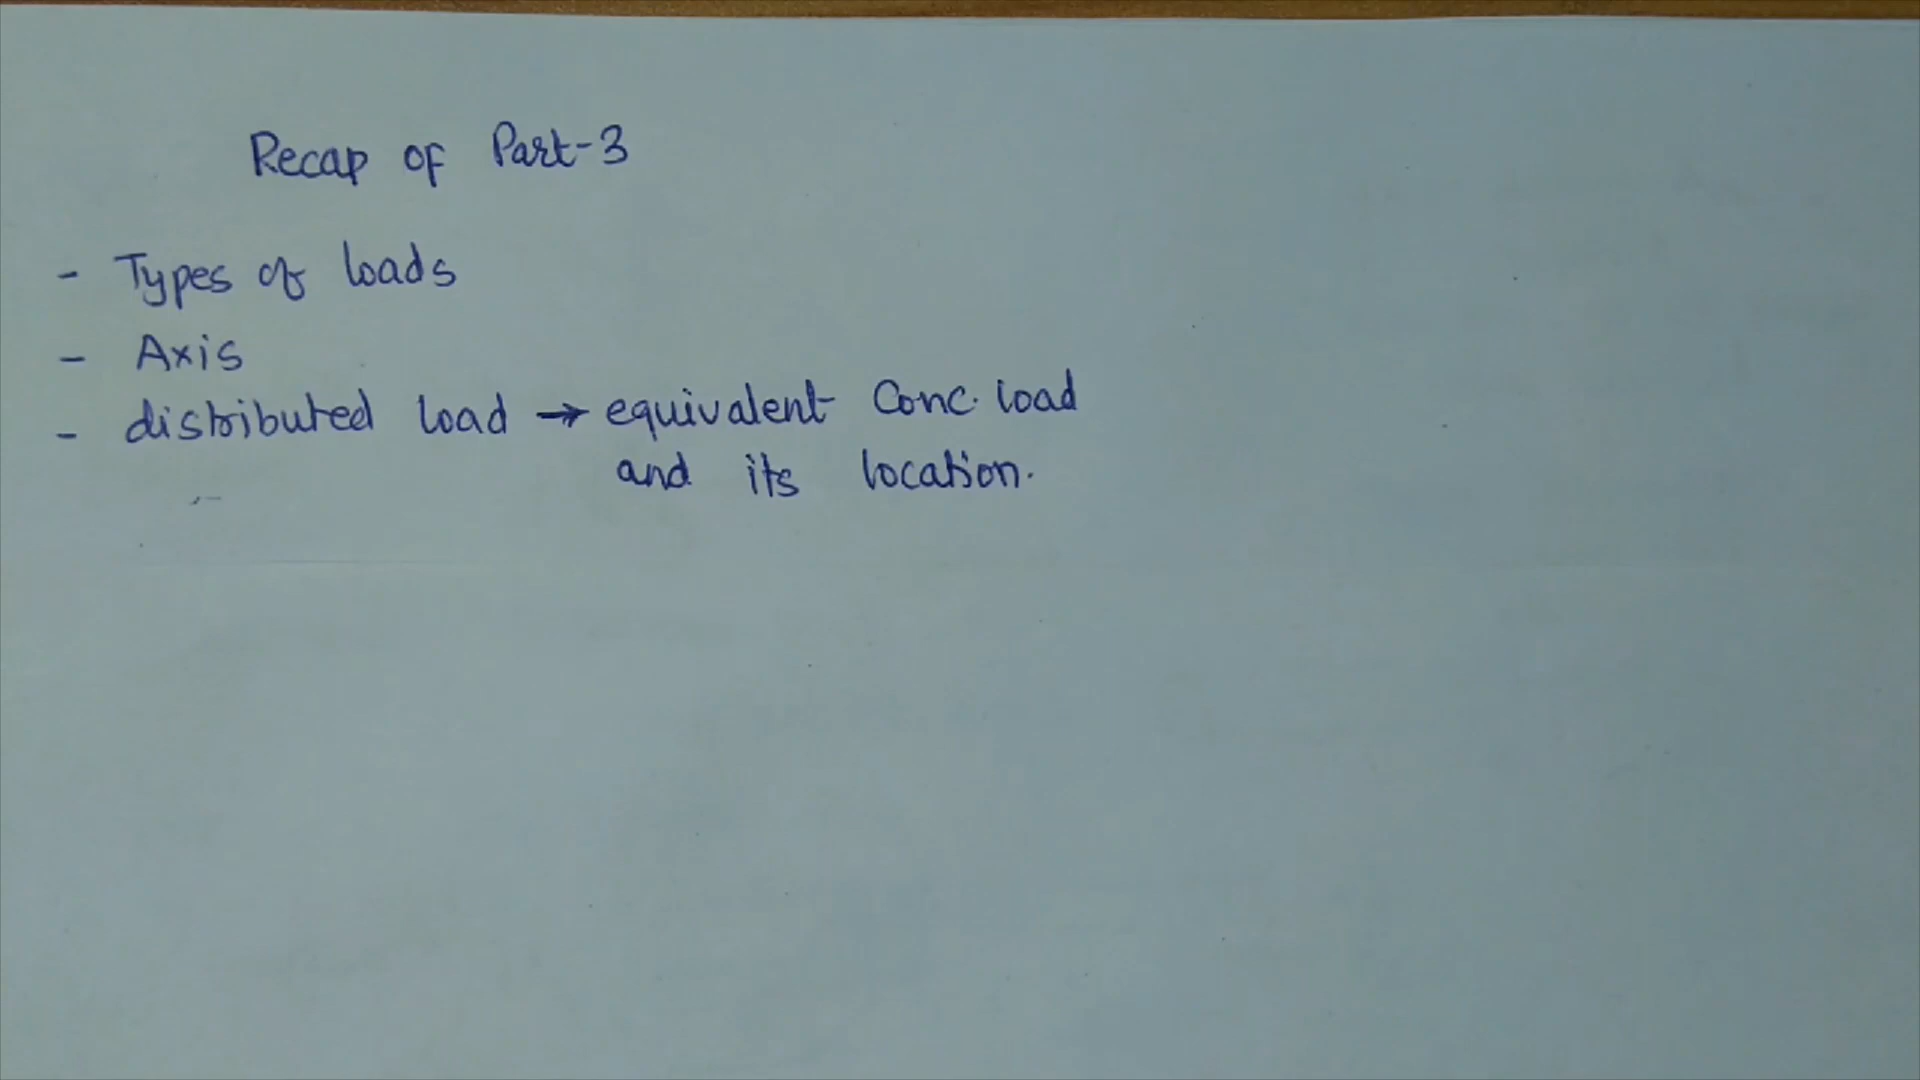 Recap of Part-3
- Types of loads
- Axis
- distributed load → equivalent Conc. load
and its location.